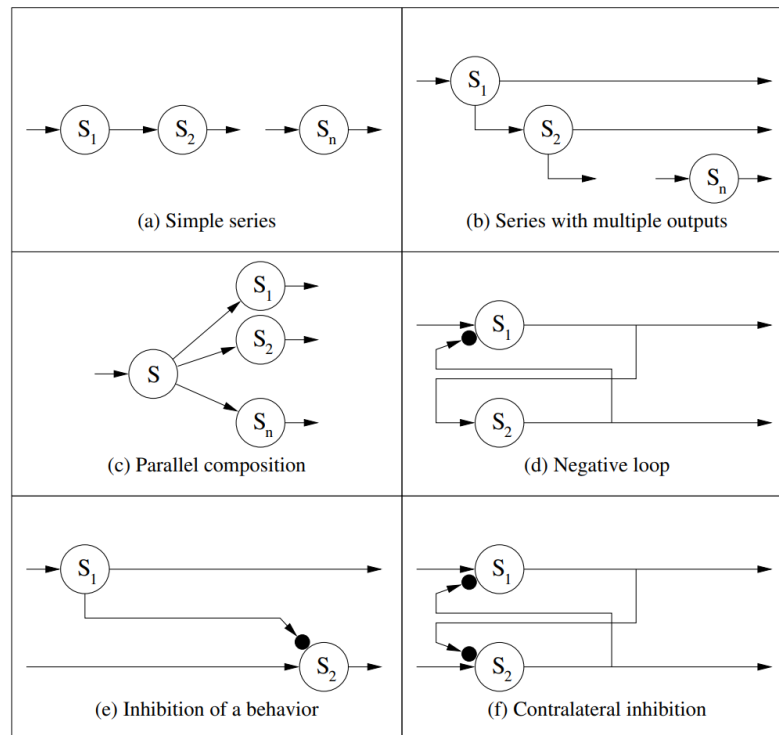 S1 S2 Sn
(a) Simple series
S1
S2
Sn
(b) Series with multiple outputs
S1
S2
S
Sn
(c) Parallel composition
S1
S2
(d) Negative loop
S1
S2
(e) Inhibition of a behavior
S1
S2
(f) Contralateral inhibition